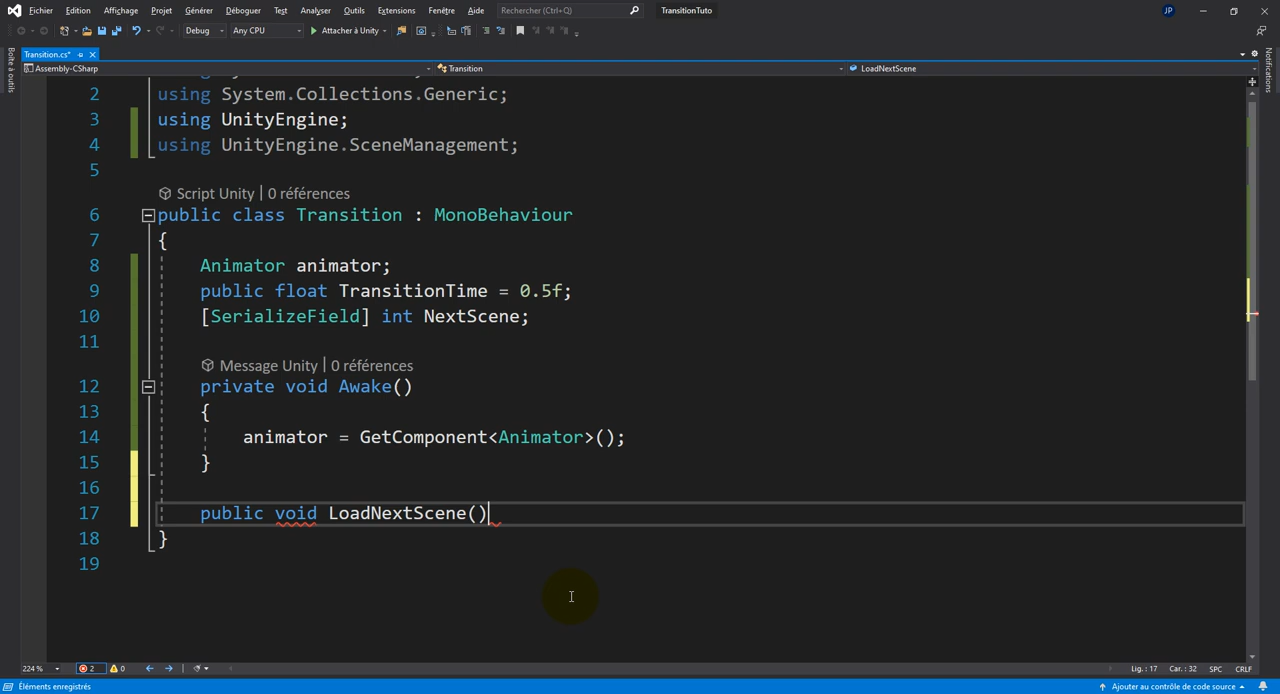 Fichier Edition Affichage Projet Générer Déboguer Test Analyser Outils Extensions Fenêtre Aide Rechercher (Ctrl+Q) TransitionTuto JP
Debug Any CPU Attacher à Unity
Boîte à outils
Transition.cs*
Notifications
Assembly-CSharp Transition LoadNextScene
2 using System.Collections.Generic;
3 using UnityEngine;
4 using UnityEngine.SceneManagement;
5
Script Unity | 0 références
6 public class Transition : MonoBehaviour
7 {
8 Animator animator;
9 public float TransitionTime = 0.5f;
10 [SerializeField] int NextScene;
11
Message Unity | 0 références
12 private void Awake()
13 {
14 animator = GetComponent<Animator>();
15 }
16
17 public void LoadNextScene()
18 }
19
224 % 2 0 Lig. : 17 Car. : 32 SPC CRLF
Éléments enregistrés Ajouter au contrôle de code source